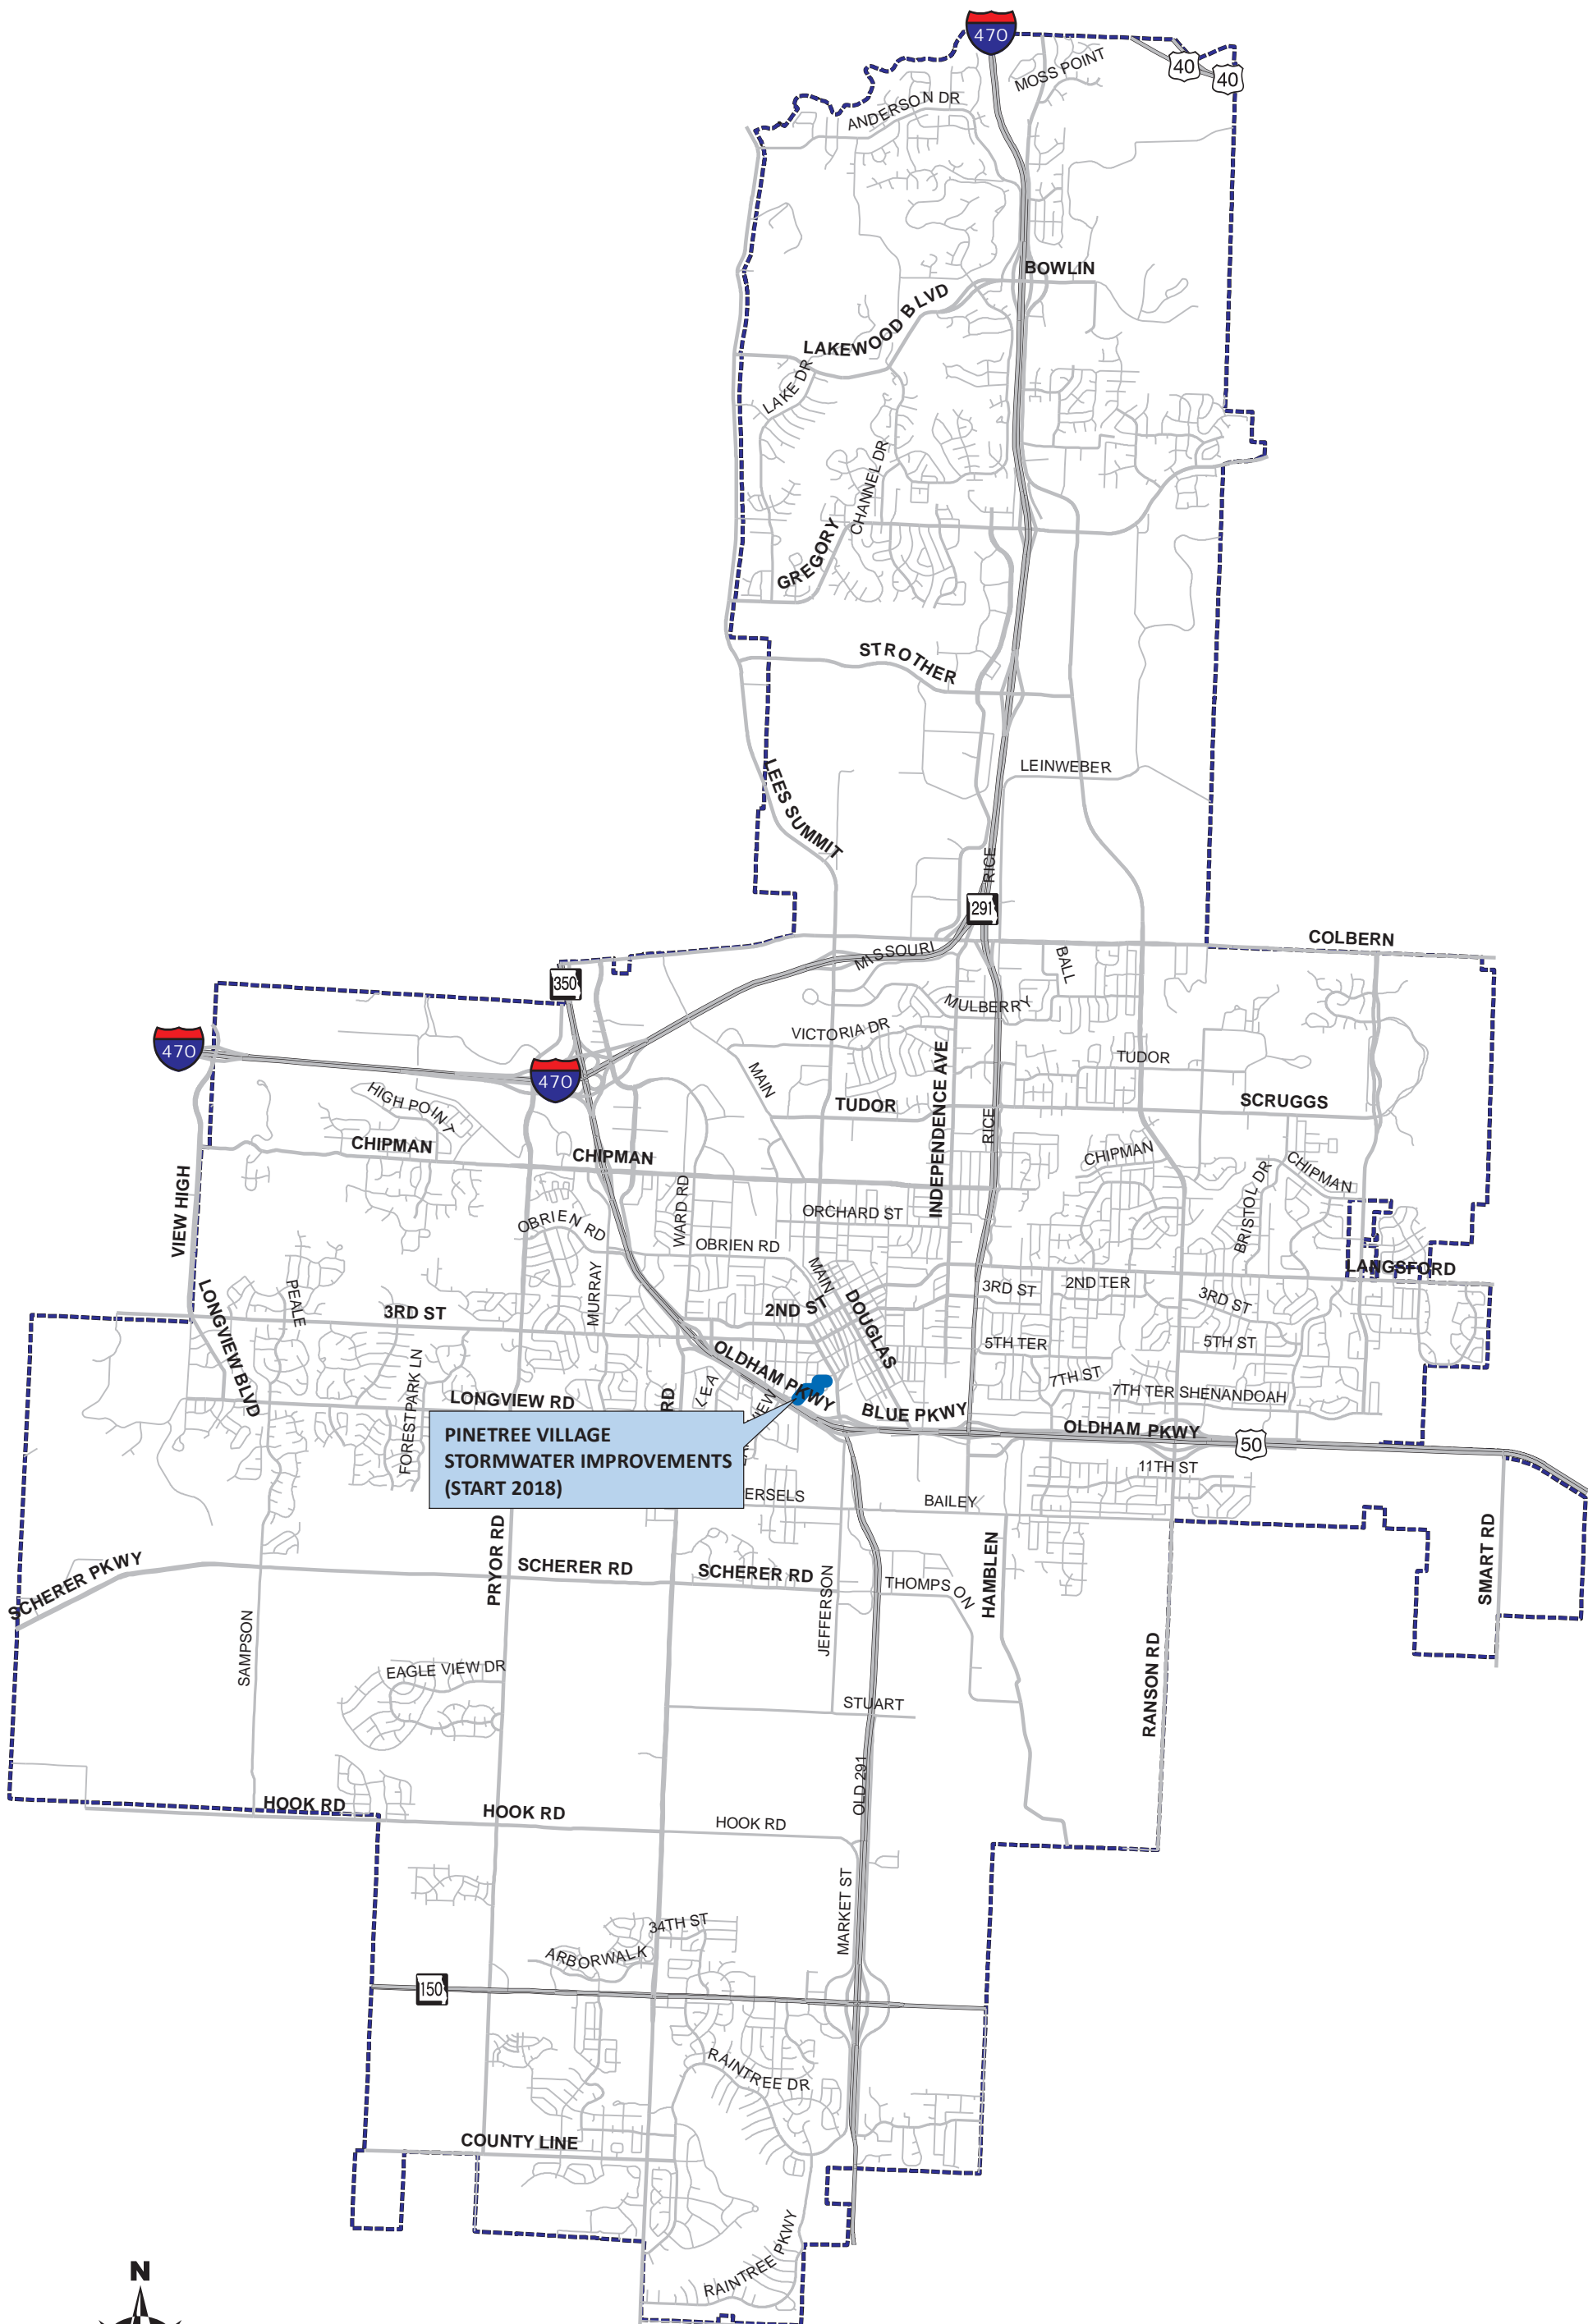 470
40
40
MOSS POINT
ANDERSON DR
BOWLIN
LAKEWOOD BLVD
LAKE DR
CHANNEL DR
GREGORY
STROTHER
LEINWEBER
LEES SUMMIT
RICE
291
COLBERN
MISSOURI
BALL
350
MULBERRY
VICTORIA DR
470
470
MAIN
TUDOR
INDEPENDENCE AVE
HIGH POINT
TUDOR
SCRUGGS
RICE
CHIPMAN
CHIPMAN
CHIPMAN
CHIPMAN
BRISTOL DR
VIEW HIGH
WARD RD
ORCHARD ST
OBRIEN RD
OBRIEN RD
MAIN
LANGSFORD
2ND TER
3RD ST
3RD ST
MURRAY
PEALE
LONGVIEW BLVD
3RD ST
2ND ST
DOUGLAS
5TH TER
5TH ST
OLDHAM PKWY
FORESTPARK LN
LEA
7TH ST
7TH TER SHENANDOAH
LONGVIEW RD
RD
BLUE PKWY
OLDHAM PKWY
50
PINETREE VILLAGE
STORMWATER IMPROVEMENTS
(START 2018)
11TH ST
ERSELS
BAILEY
PRYOR RD
HAMBLEN
SMART RD
SCHERER PKWY
SCHERER RD
SCHERER RD
THOMPSON
JEFFERSON
SAMPSON
EAGLE VIEW DR
RANSON RD
STUART
OLD 291
HOOK RD
HOOK RD
HOOK RD
MARKET ST
34TH ST
ARBORWALK
150
RAINTREE DR
COUNTY LINE
RAINTREE PKWY
N